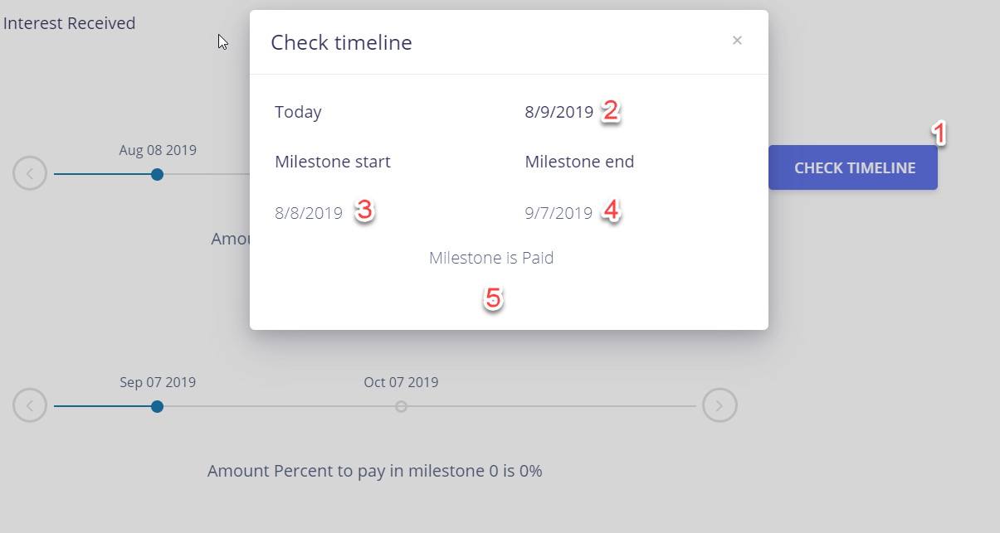 Interest Received
Check timeline ×
1
Today 8/9/2019 2
Aug 08 2019
Milestone start Milestone end
CHECK TIMELINE
8/8/2019 3 9/7/2019 4
Milestone is Paid
5
Sep 07 2019 Oct 07 2019
Amount Percent to pay in milestone 0 is 0%